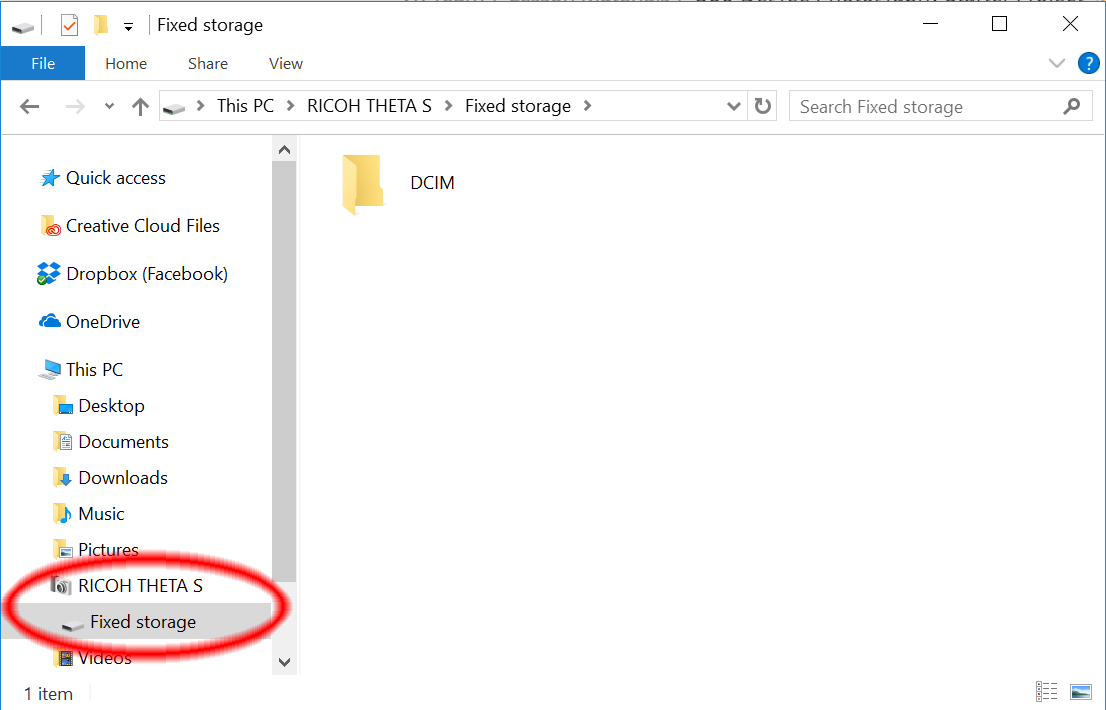 Fixed storage
File Home Share View
?
This PC RICOH THETA S Fixed storage
Search Fixed storage
Quick access
Creative Cloud Files
Dropbox (Facebook)
OneDrive
This PC
Desktop
Documents
Downloads
Music
Pictures
RICOH THETA S
Fixed storage
Videos
DCIM
1 item